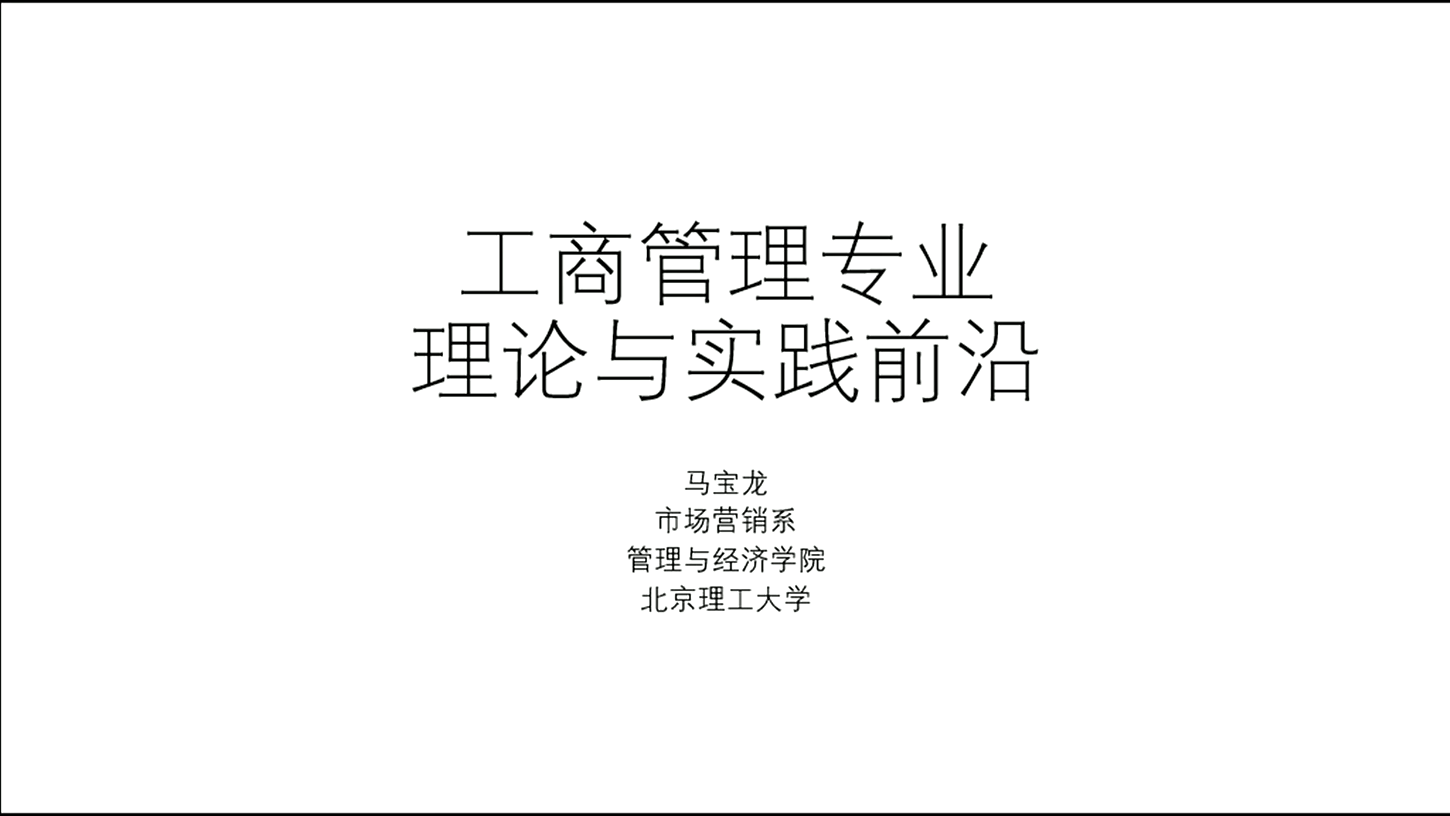 工商管理专业
理论与实践前沿
马宝龙
市场营销系
管理与经济学院
北京理工大学